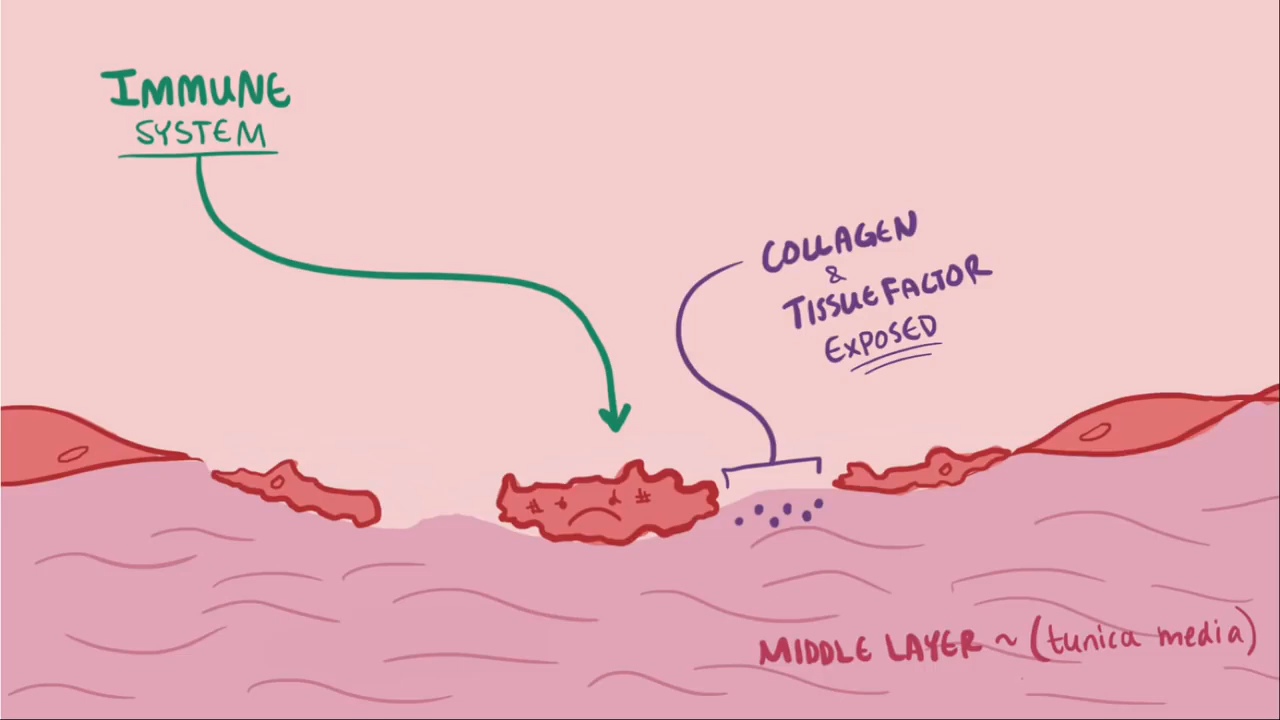 IMMUNE
SYSTEM
COLLAGEN
&
TISSUE FACTOR
EXPOSED
MIDDLE LAYER ~ (tunica media)